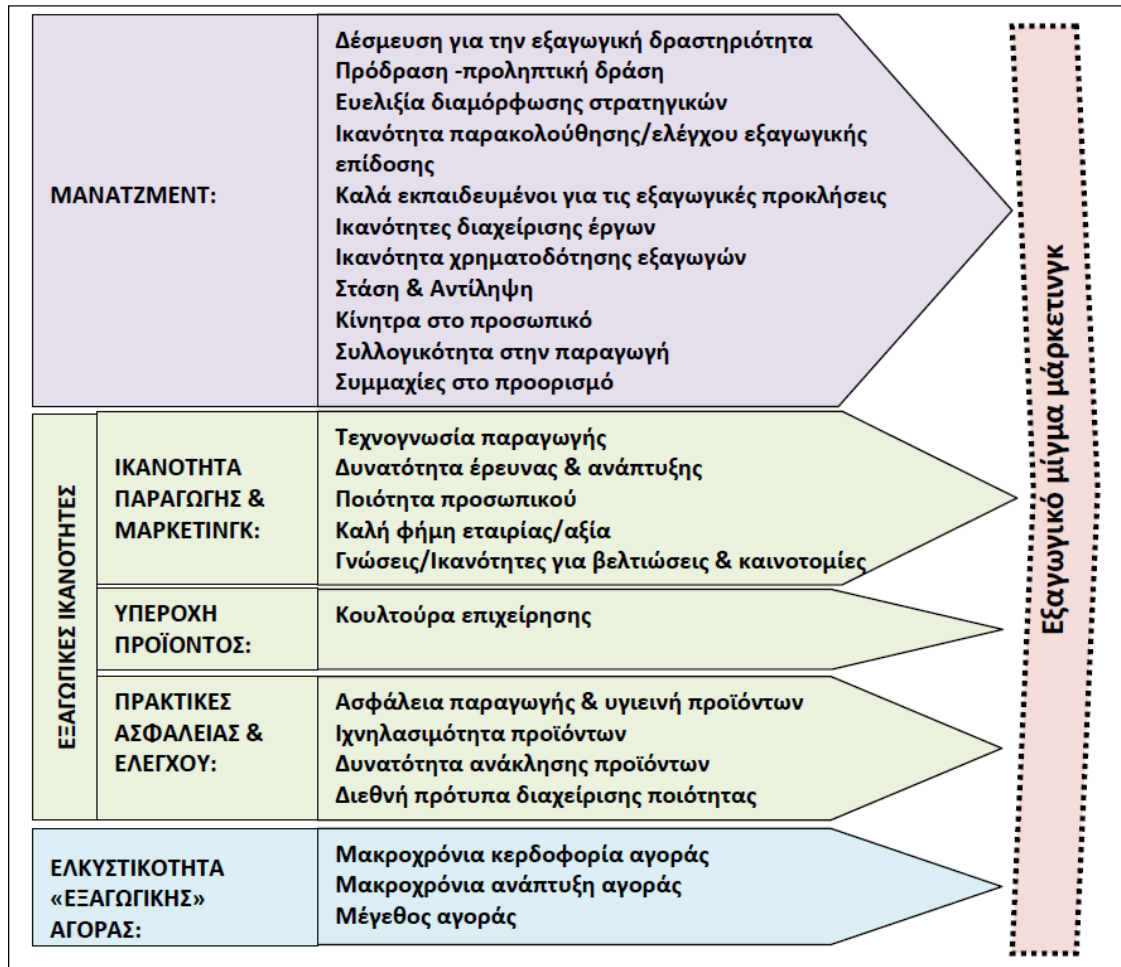 ΜΑΝΑΤΖΜΕΝΤ:
Δέσμευση για την εξαγωγική δραστηριότητα
Πρόδραση -προληπτική δράση
Ευελιξία διαμόρφωσης στρατηγικών
Ικανότητα παρακολούθησης/ελέγχου εξαγωγικής
επίδοσης
Καλά εκπαιδευμένοι για τις εξαγωγικές προκλήσεις
Ικανότητες διαχείρισης έργων
Ικανότητα χρηματοδότησης εξαγωγών
Στάση & Αντίληψη
Κίνητρα στο προσωπικό
Συλλογικότητα στην παραγωγή
Συμμαχίες στο προορισμό
ΕΞΑΓΩΓΙΚΕΣ ΙΚΑΝΟΤΗΤΕΣ
ΙΚΑΝΟΤΗΤΑ
ΠΑΡΑΓΩΓΗΣ &
ΜΑΡΚΕΤΙΝΓΚ:
Τεχνογνωσία παραγωγής
Δυνατότητα έρευνας & ανάπτυξης
Ποιότητα προσωπικού
Καλή φήμη εταιρίας/αξία
Γνώσεις/Ικανότητες για βελτιώσεις & καινοτομίες
ΥΠΕΡΟΧΗ
ΠΡΟΪΟΝΤΟΣ:
Κουλτούρα επιχείρησης
ΠΡΑΚΤΙΚΕΣ
ΑΣΦΑΛΕΙΑΣ &
ΕΛΕΓΧΟΥ:
Ασφάλεια παραγωγής & υγιεινή προϊόντων
Ιχνηλασιμότητα προϊόντων
Δυνατότητα ανάκλησης προϊόντων
Διεθνή πρότυπα διαχείρισης ποιότητας
ΕΛΚΥΣΤΙΚΟΤΗΤΑ
«ΕΞΑΓΩΓΙΚΗΣ»
ΑΓΟΡΑΣ:
Μακροχρόνια κερδοφορία αγοράς
Μακροχρόνια ανάπτυξη αγοράς
Μέγεθος αγοράς
Εξαγωγικό μίγμα μάρκετινγκ